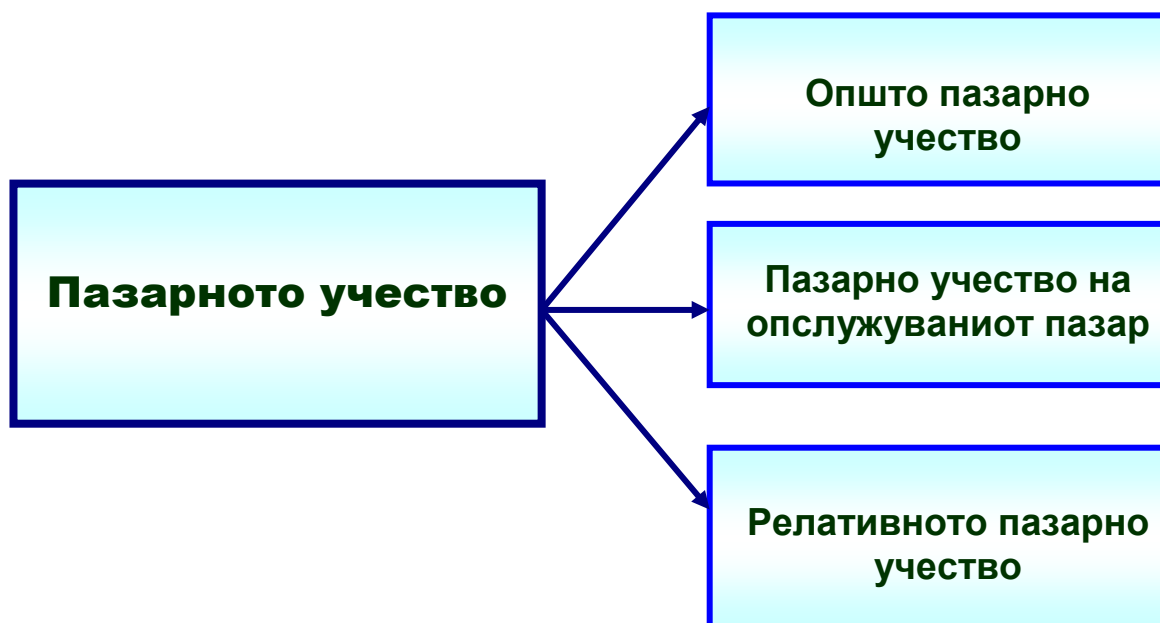 Општо пазарно
учество
Пазарното учество
Пазарно учество на
опслужуваниот пазар
Релативното пазарно
учество